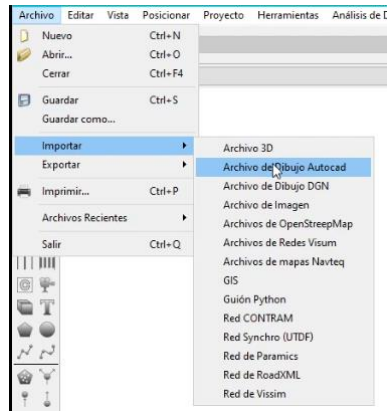 Archivo Editar Vista Posicionar Proyecto Herramientas Análisis de D
Nuevo Ctrl+N
Abrir... Ctrl+O
Cerrar Ctrl+F4
Guardar Ctrl+S
Guardar como...
Importar
Exportar
Imprimir... Ctrl+P
Archivos Recientes
Salir Ctrl+Q
Archivo 3D
Archivo de Dibujo Autocad
Archivo de Dibujo DGN
Archivo de Imagen
Archivos de OpenStreepMap
Archivos de Redes Visum
Archivos de mapas Navteq
GIS
Guión Python
Red CONTRAM
Red Synchro (UTDF)
Red de Paramics
Red de RoadXML
Red de Vissim